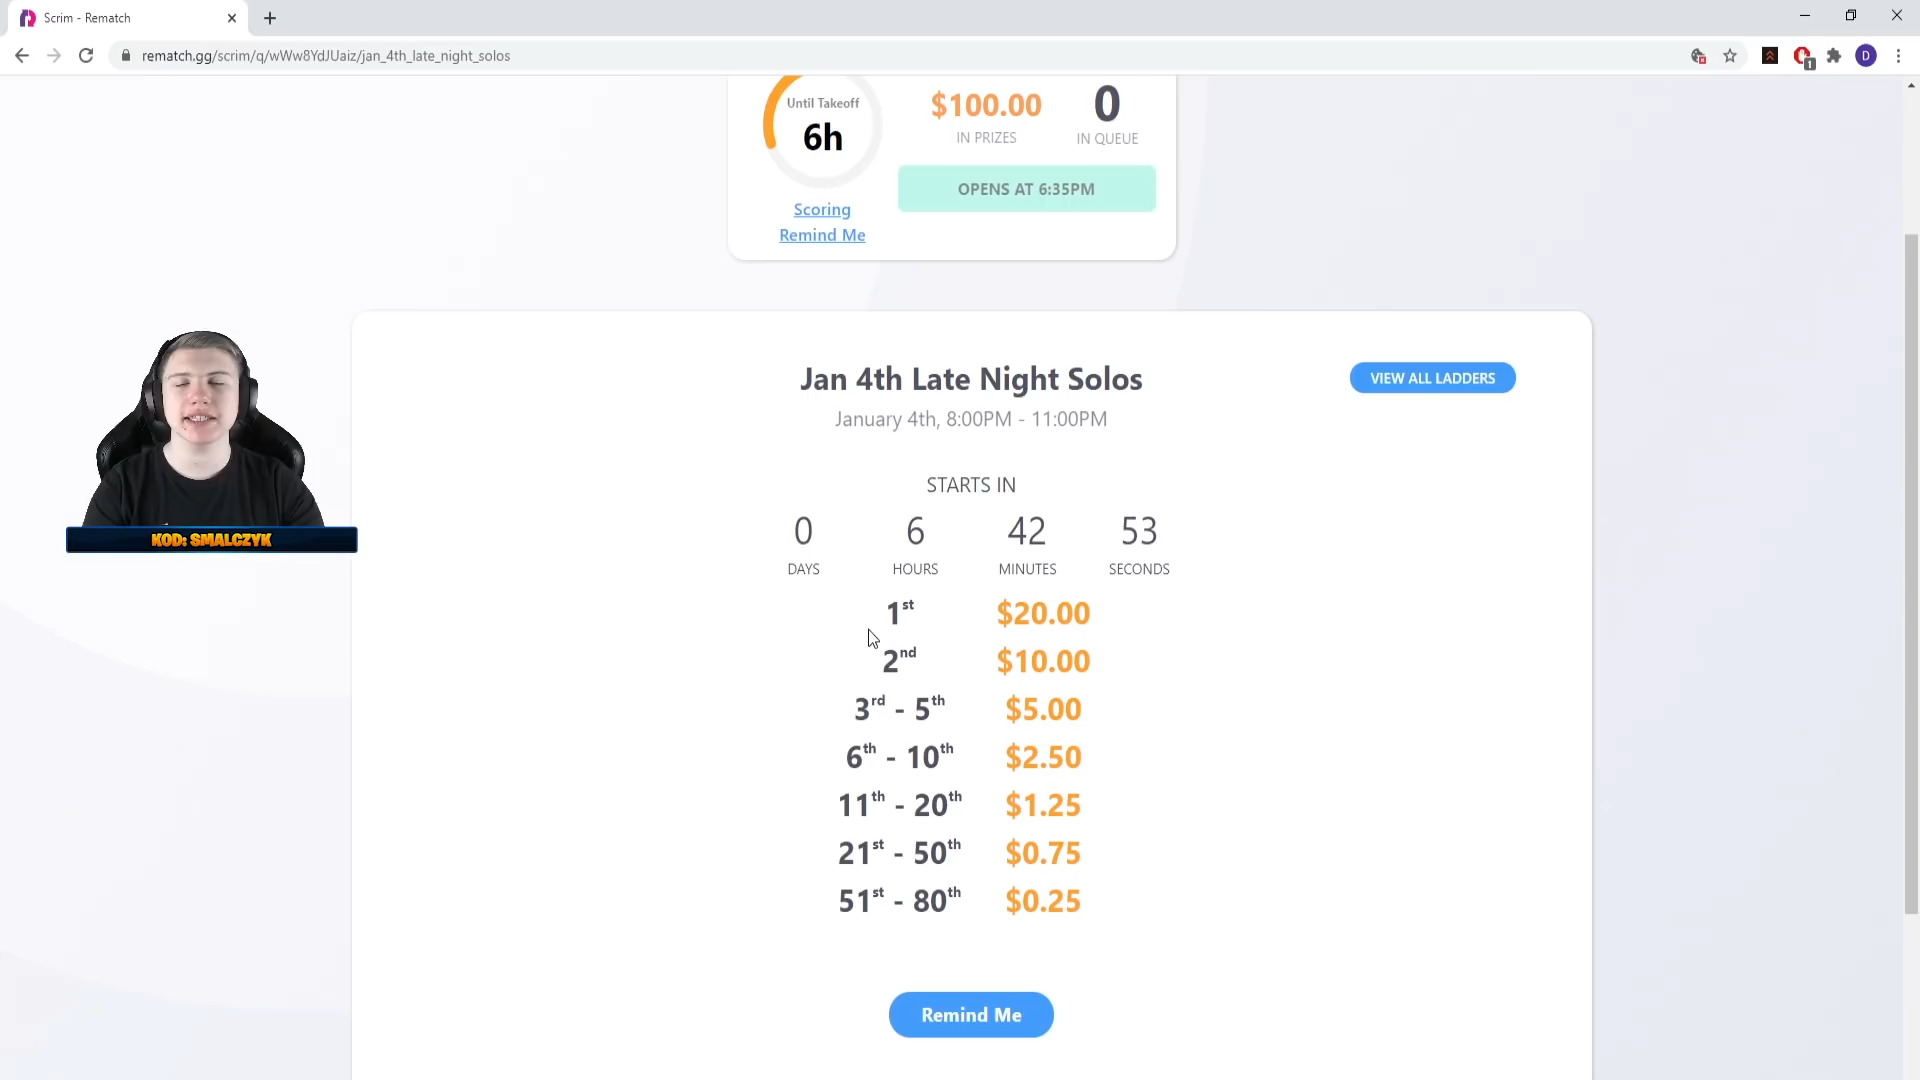 Scrim - Rematch
rematch.gg/scrim/q/wWw8YdJUaiz/jan_4th_late_night_solos
D
1
Until Takeoff
6h
$100.00
IN PRIZES
0
IN QUEUE
OPENS AT 6:35PM
Scoring
Remind Me
Jan 4th Late Night Solos
VIEW ALL LADDERS
January 4th, 8:00PM - 11:00PM
STARTS IN
0 6 42 53
DAYS HOURS MINUTES SECONDS
1st $20.00
2nd $10.00
3rd - 5th $5.00
6th - 10th $2.50
11th - 20th $1.25
21st - 50th $0.75
51st - 80th $0.25
Remind Me
KOD: SMALCZYK